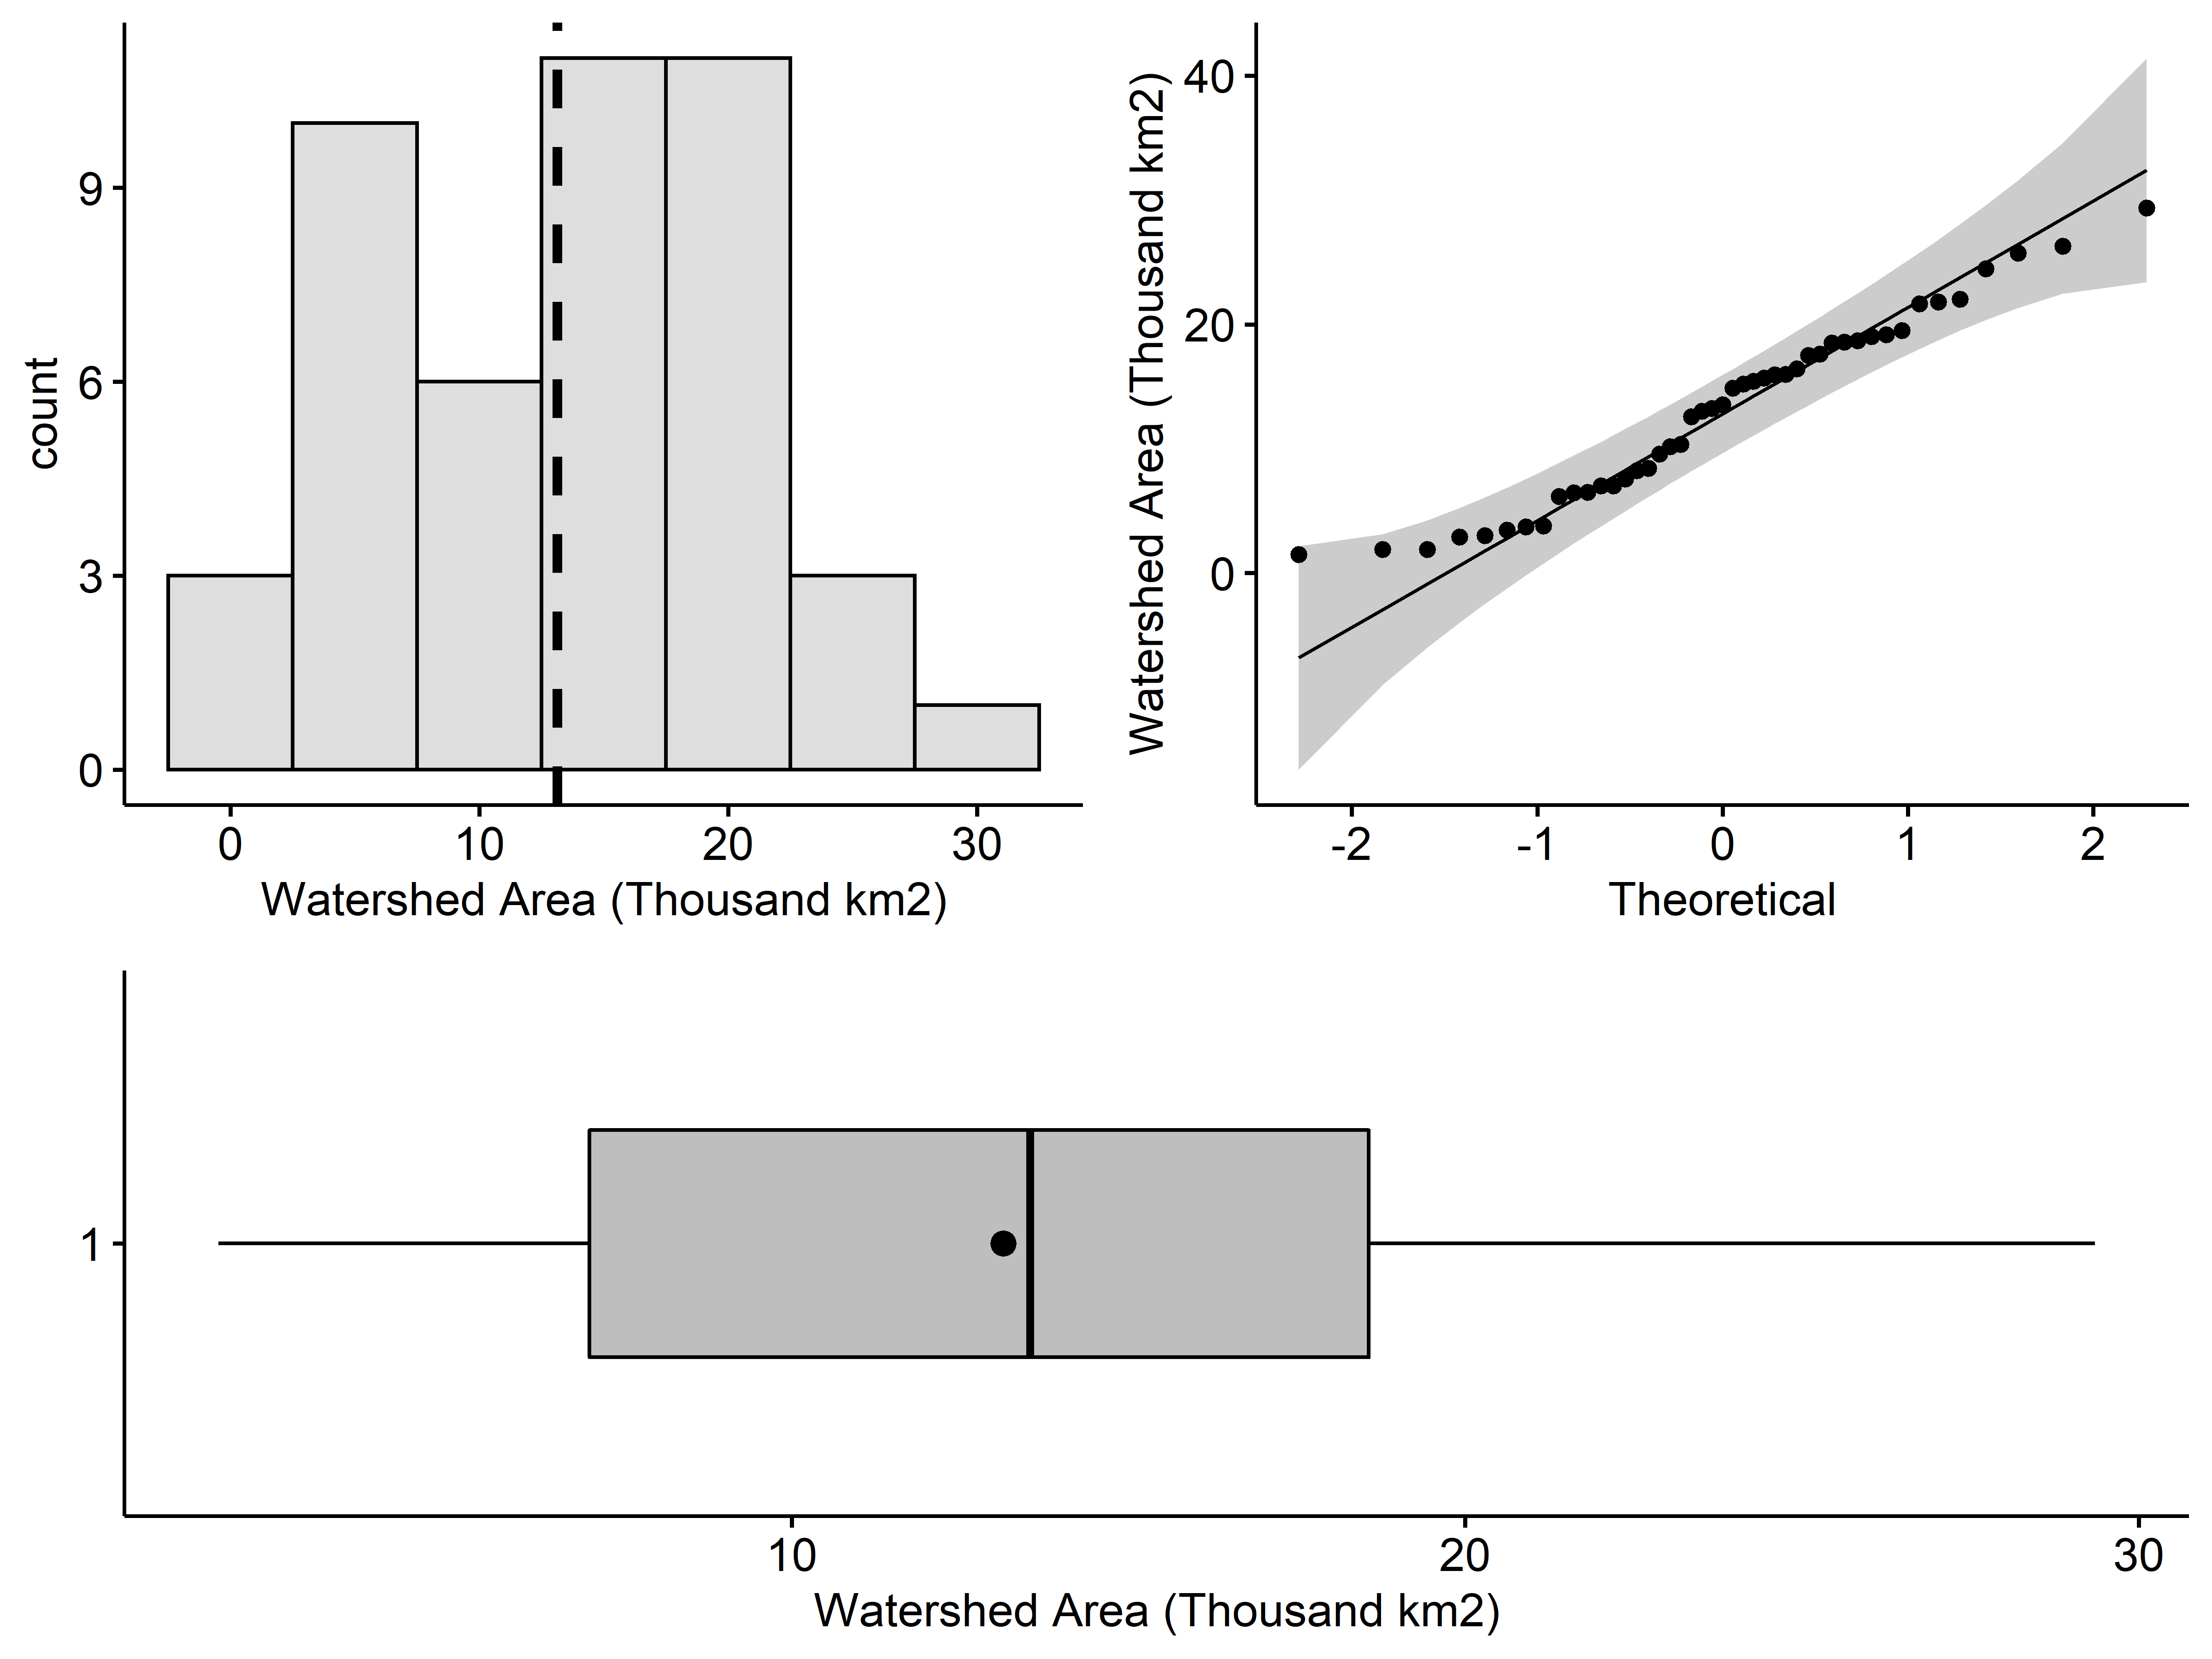 count
9
6
3
0
0 10 20 30
Watershed Area (Thousand km2)
Watershed Area (Thousand km2)
40
20
0
-2 -1 0 1 2
Theoretical
1
10 20 30
Watershed Area (Thousand km2)